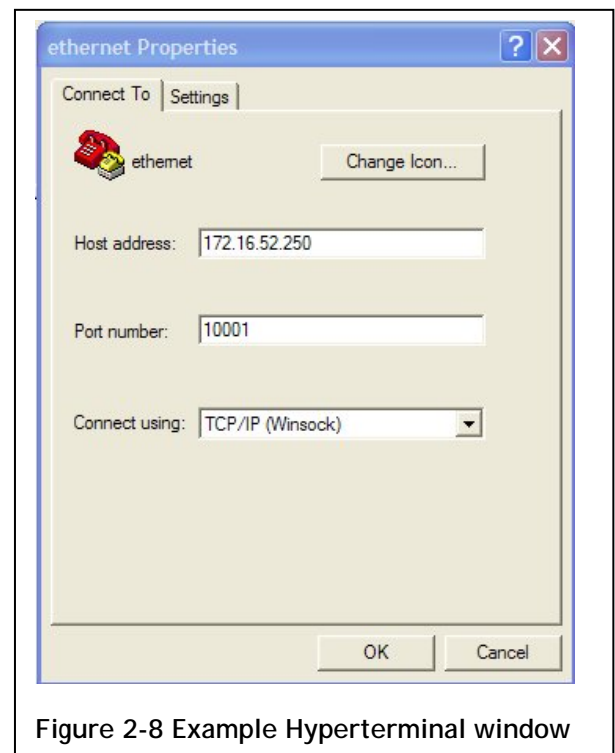 ethernet Properties
Connect To Settings
ethernet Change Icon...
Host address: 172.16.52.250
Port number: 10001
Connect using: TCP/IP (Winsock)
OK Cancel
Figure 2-8 Example Hyperterminal window